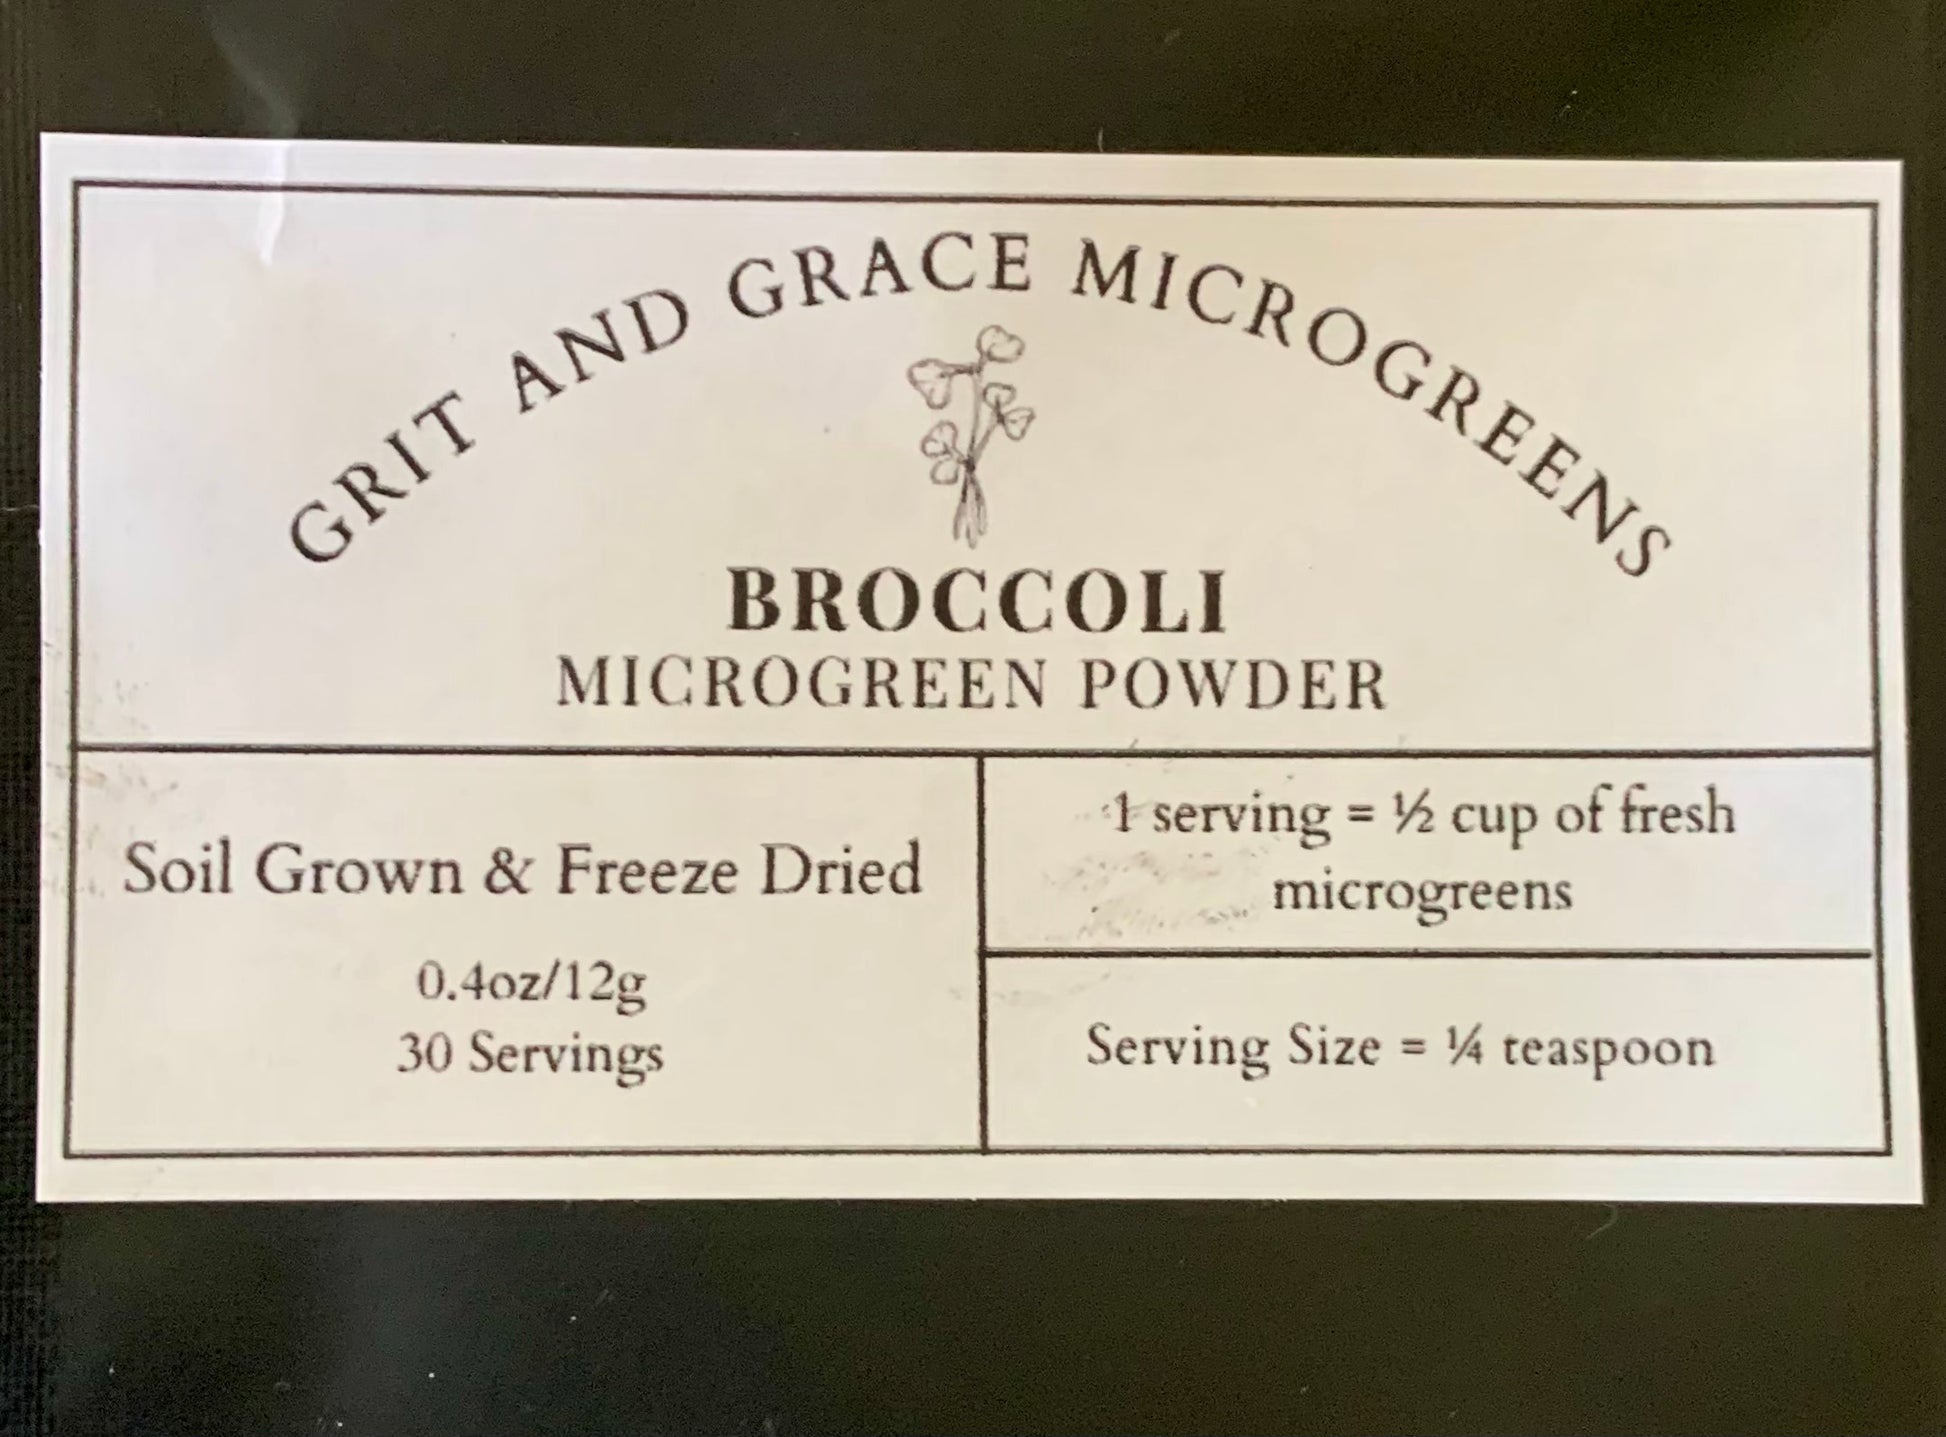 GRIT AND GRACE MICROGREENS
BROCCOLI
MICROGREEN POWDER
Soil Grown & Freeze Dried
0.4oz/12g
30 Servings
1 serving = ½ cup of fresh
microgreens
Serving Size = ¼ teaspoon